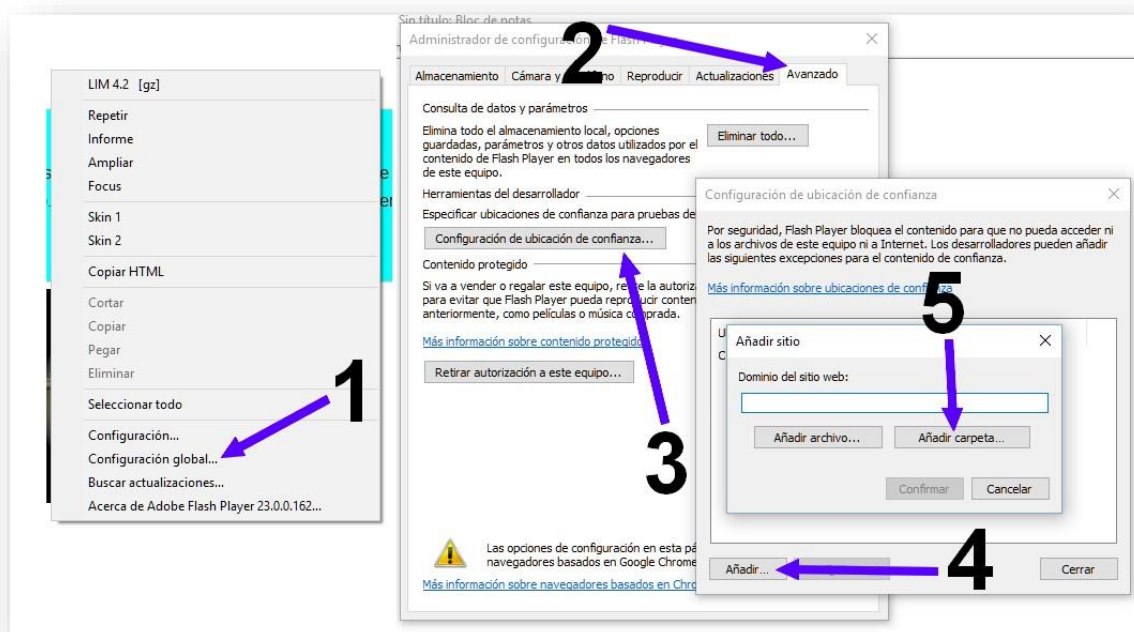 Sin título: Bloc de notas
LIM 4.2 [gz]
Repetir
Informe
Ampliar
Focus
Skin 1
Skin 2
Copiar HTML
Cortar
Copiar
Pegar
Eliminar
Seleccionar todo
Configuración...
Configuración global...
Buscar actualizaciones...
Acerca de Adobe Flash Player 23.0.0.162...
1
Administrador de configuración de Flash
2
Almacenamiento Cámara y Reproducir Actualizaciones Avanzado
Consulta de datos y parámetros
Elimina todo el almacenamiento local, opciones
guardadas, parámetros y otros datos utilizados por el
contenido de Flash Player en todos los navegadores
de este equipo.
Eliminar todo...
Herramientas del desarrollador
Especificar ubicaciones de confianza para pruebas de
Configuración de ubicación de confianza...
Contenido protegido
Si va a vender o regalar este equipo, la
para evitar que Flash Player pueda
anteriormente, como películas o música
Más información sobre contenido protegido
Retirar autorización a este equipo...
3
Las opciones de configuración en esta
navegadores basados en Google Chrome
Más información sobre navegadores basados en
Configuración de ubicación de confianza
Por seguridad, Flash Player bloquea el contenido para que no pueda acceder ni
a los archivos de este equipo ni a Internet. Los desarrolladores pueden añadir
las siguientes excepciones para el contenido de confianza.
Más información sobre ubicaciones de confianza
5
Añadir sitio
Dominio del sitio web:
Añadir archivo... Añadir carpeta...
Confirmar Cancelar
Añadir... 4 Cerrar